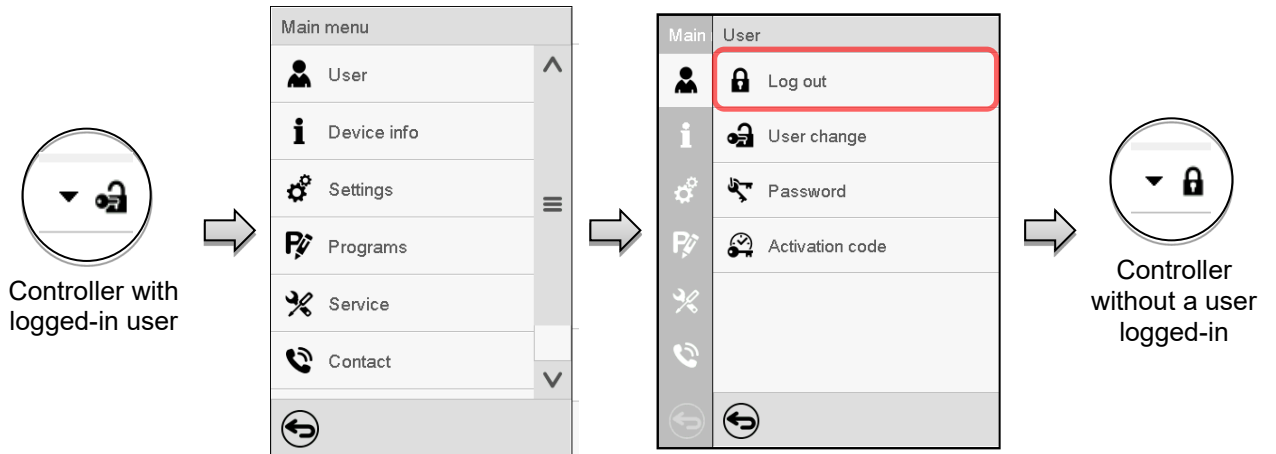 Controller with
logged-in user
Main menu
User
Device info
Settings
Programs
Service
Contact
Main
User
Log out
User change
Password
Activation code
Controller
without a user
logged-in